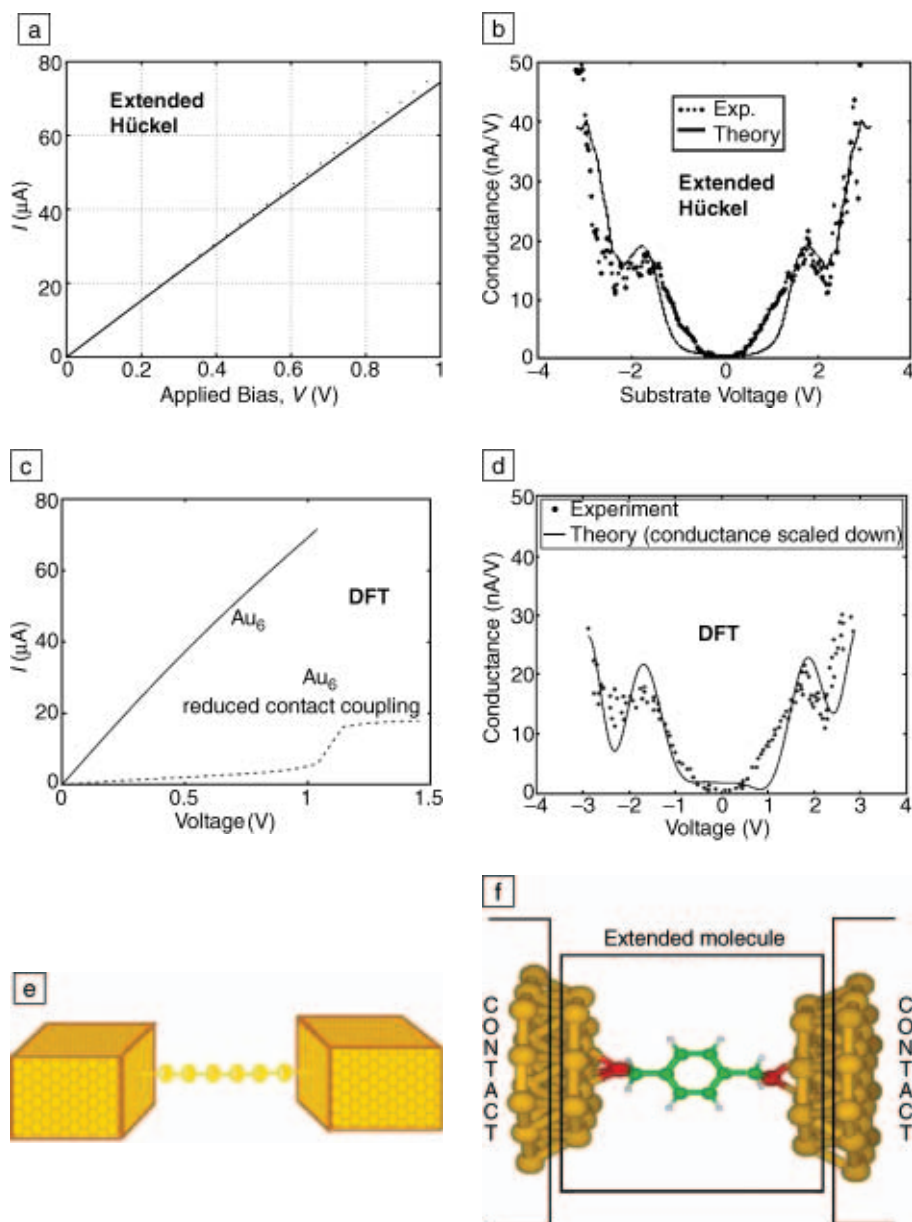 a
80
60
40
20
0
I (μA)
Extended
Hückel
0 0.2 0.4 0.6 0.8 1
Applied Bias, V (V)
b
50
40
30
20
10
0
Conductance (nA/V)
Exp.
Theory
Extended
Hückel
−4 −2 0 2 4
Substrate Voltage (V)
c
80
60
40
20
0
I (μA)
DFT
Au6
Au6
reduced contact coupling
0 0.5 1.0 1.5
Voltage (V)
d
50
40
30
20
10
0
Conductance (nA/V)
Experiment
Theory (conductance scaled down)
DFT
−4 −3 −2 −1 0 1 2 3 4
Voltage (V)
e
f
Extended molecule
CONTACT
CONTACT